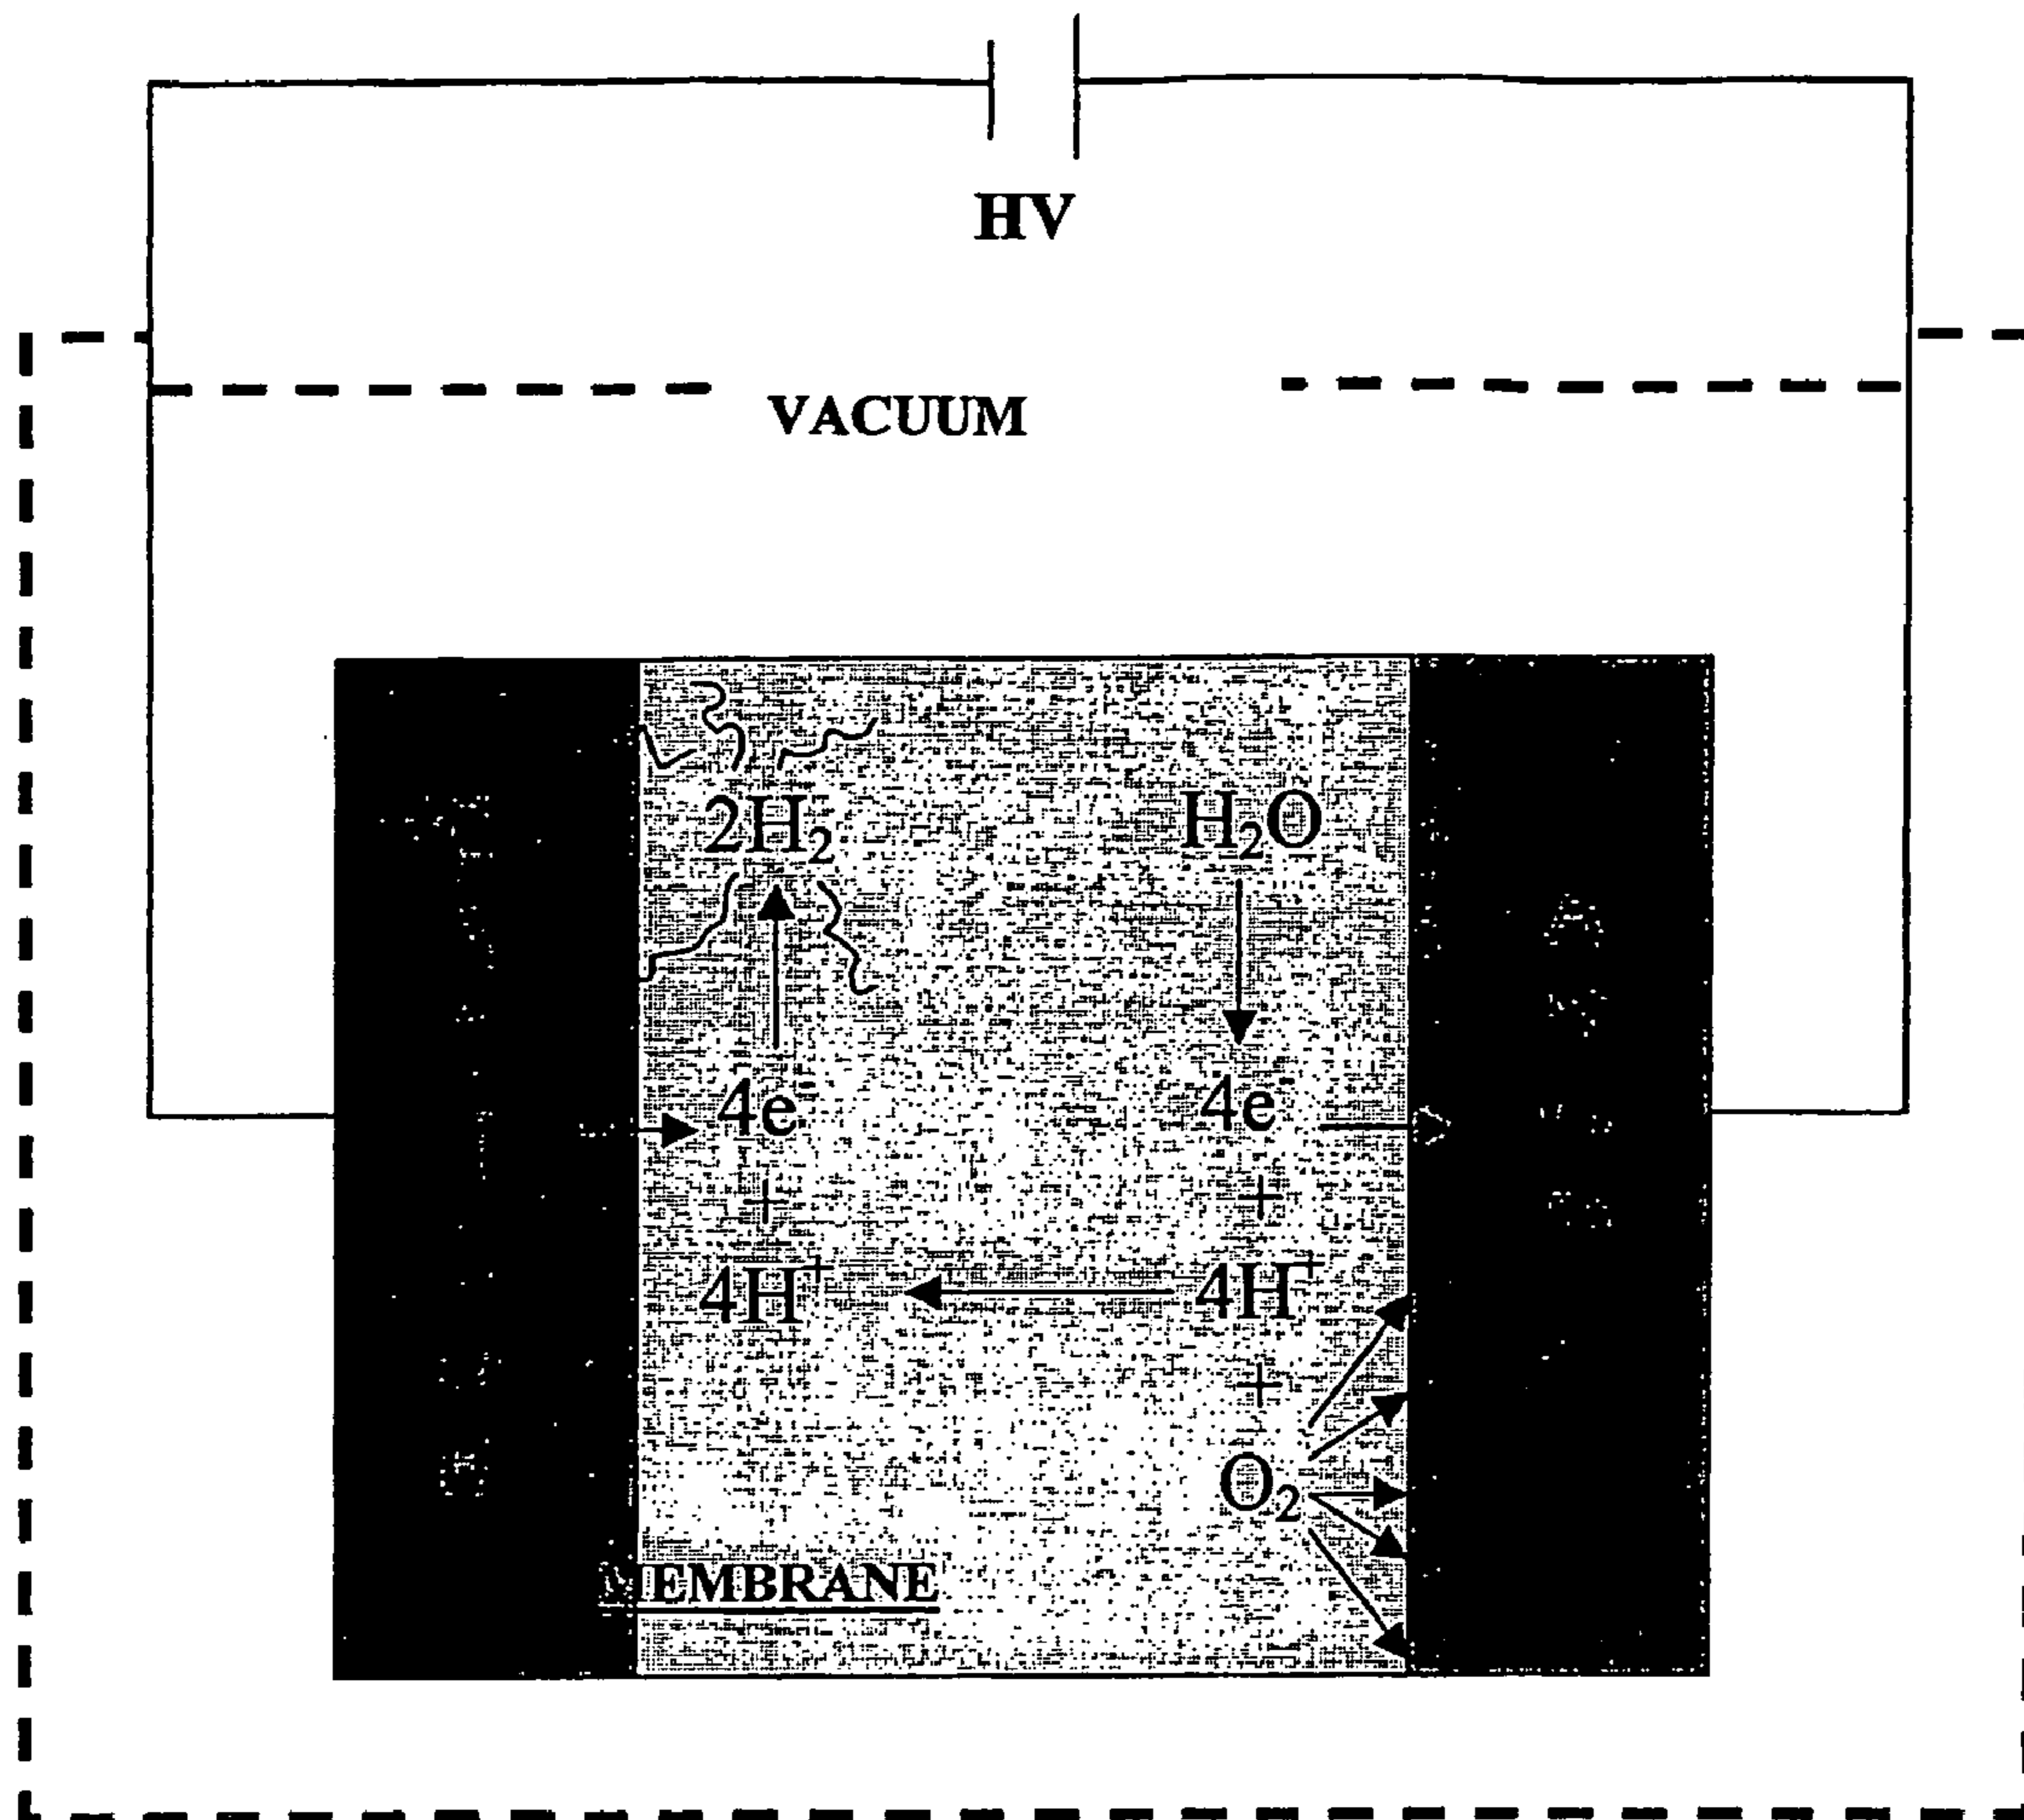 HV
VACUUM
2H₂
H₂O
4e⁻
4e⁻
+
+
4H⁺
4H⁺
+
O₂
MEMBRANE